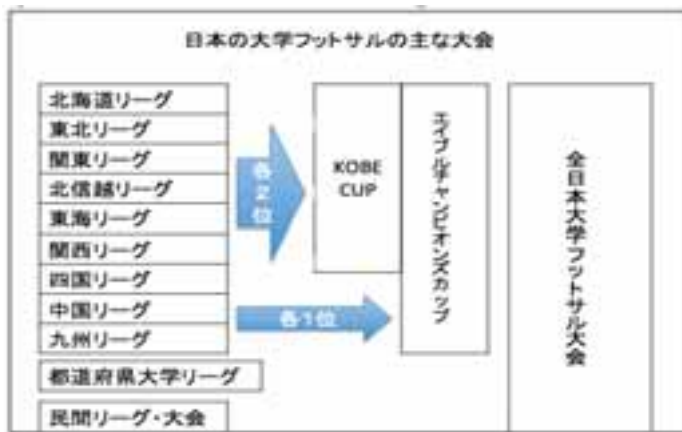 日本の大学フットサルの主な大会
北海道リーグ
東北リーグ
関東リーグ
北信越リーグ
東海リーグ
関西リーグ
四国リーグ
中国リーグ
九州リーグ
都道府県大学リーグ
民間リーグ・大会
各2位
各1位
KOBE
CUP
エイブルチャンピオンズカップ
全日本大学フットサル大会